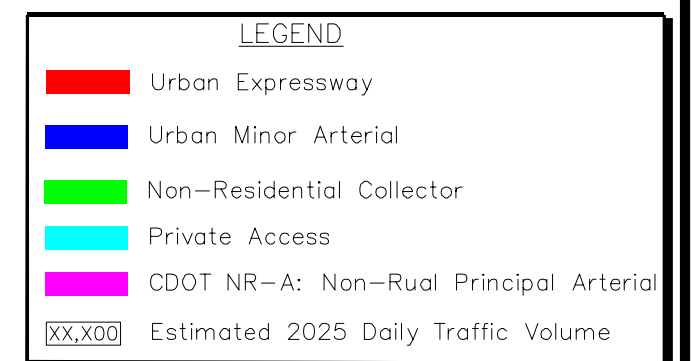 LEGEND
Urban Expressway
Urban Minor Arterial
Non-Residential Collector
Private Access
CDOT NR-A: Non-Rual Principal Arterial
XX,X00 Estimated 2025 Daily Traffic Volume